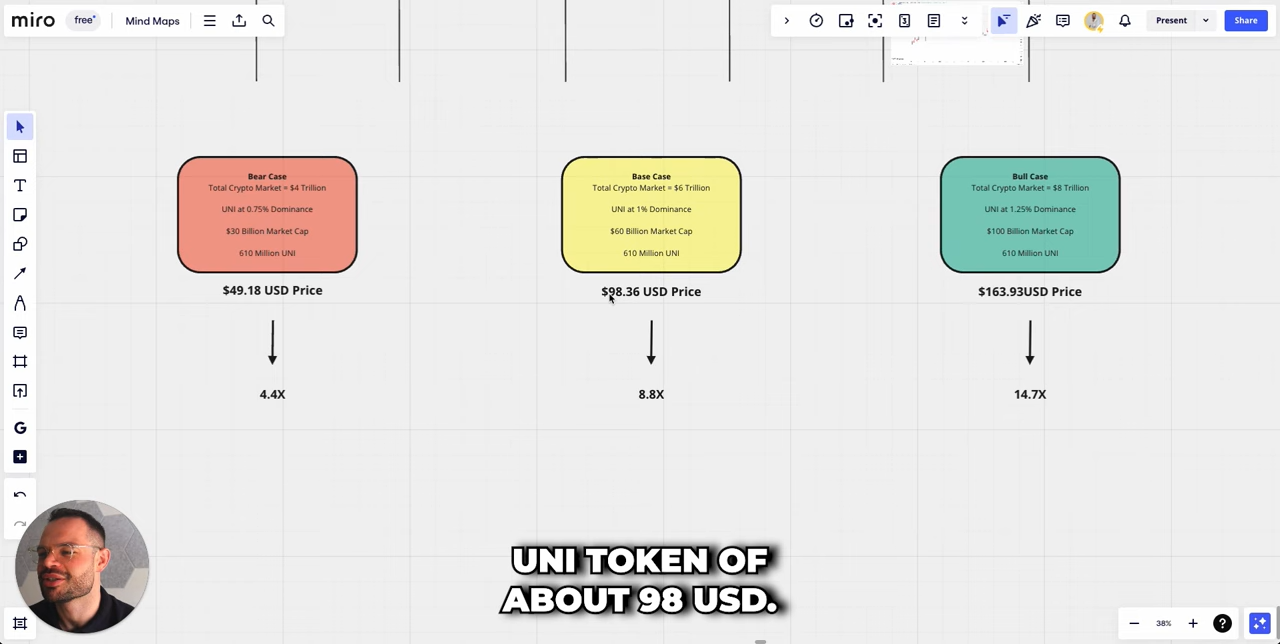 miro
free
Mind Maps
3
Present
Share
Bear Case
Total Crypto Market = $4 Trillion
UNI at 0.75% Dominance
$30 Billion Market Cap
610 Million UNI
$49.18 USD Price
4.4X
Base Case
Total Crypto Market = $6 Trillion
UNI at 1% Dominance
$60 Billion Market Cap
610 Million UNI
$98.36 USD Price
8.8X
Bull Case
Total Crypto Market = $8 Trillion
UNI at 1.25% Dominance
$100 Billion Market Cap
610 Million UNI
$163.93USD Price
14.7X
UNI TOKEN OF
ABOUT 98 USD.
38%